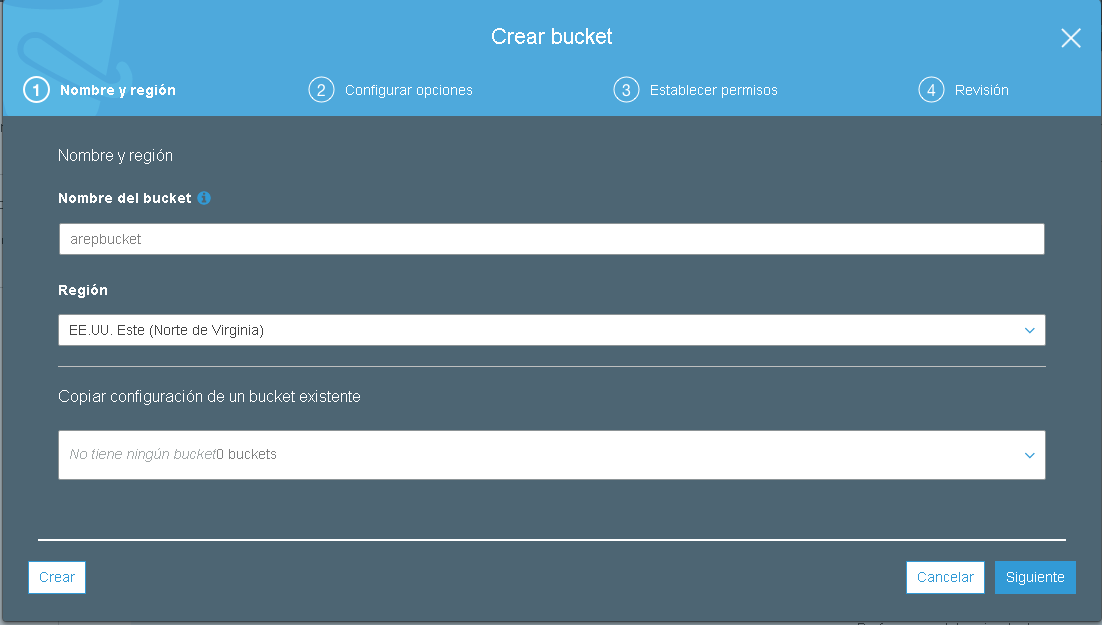 Crear bucket
1 Nombre y región
2 Configurar opciones
3 Establecer permisos
4 Revisión
Nombre y región
Nombre del bucket
arepbucket
Región
EE.UU. Este (Norte de Virginia)
Copiar configuración de un bucket existente
No tiene ningún bucket0 buckets
Crear
Cancelar
Siguiente